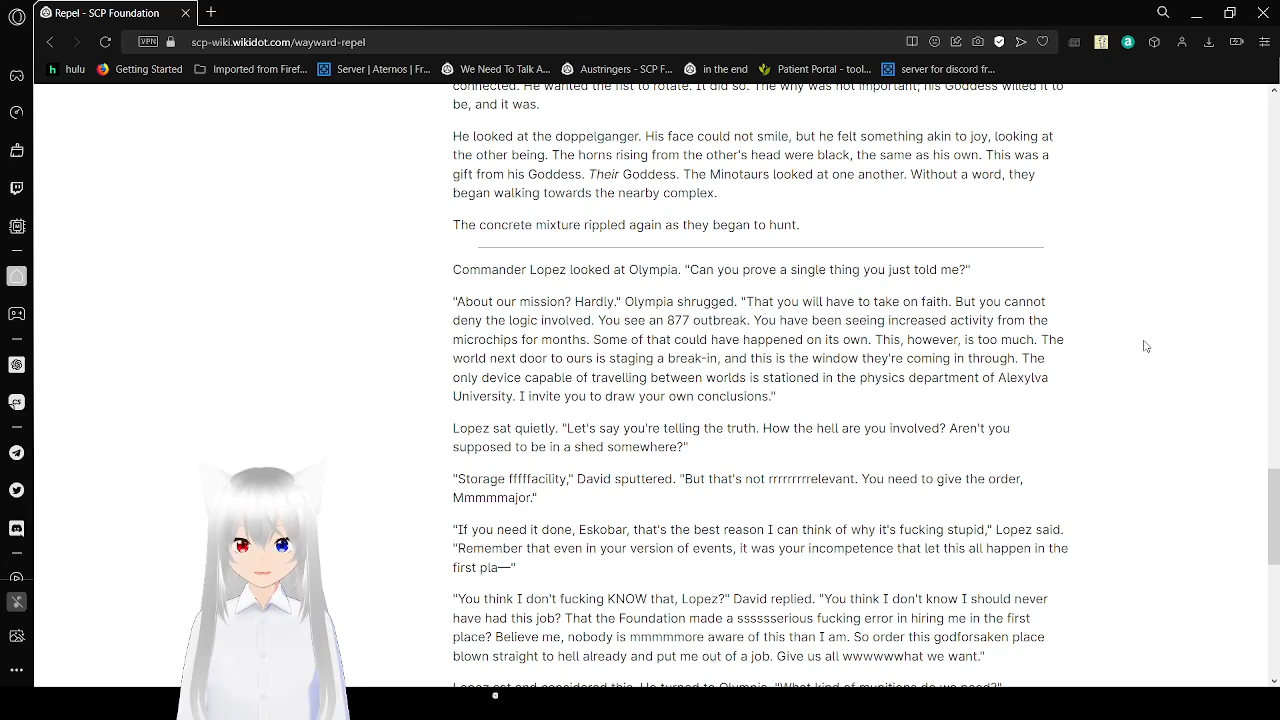 Repel - SCP Foundation
VPN
scp-wiki.wikidot.com/wayward-repel
hulu
Getting Started
Imported from Firef...
Server | Aternos | Fr...
We Need To Talk A...
Austringers - SCP F...
in the end
Patient Portal - tool...
server for discord fr...
connected. He wanted the fist to rotate. It did so. The why was not important; his Goddess willed it to
be, and it was.
He looked at the doppelganger. His face could not smile, but he felt something akin to joy, looking at
the other being. The horns rising from the other's head were black, the same as his own. This was a
gift from his Goddess. Their Goddess. The Minotaurs looked at one another. Without a word, they
began walking towards the nearby complex.
The concrete mixture rippled again as they began to hunt.
Commander Lopez looked at Olympia. "Can you prove a single thing you just told me?"
"About our mission? Hardly." Olympia shrugged. "That you will have to take on faith. But you cannot
deny the logic involved. You see an 877 outbreak. You have been seeing increased activity from the
microchips for months. Some of that could have happened on its own. This, however, is too much. The
world next door to ours is staging a break-in, and this is the window they're coming in through. The
only device capable of travelling between worlds is stationed in the physics department of Alexylva
University. I invite you to draw your own conclusions."
Lopez sat quietly. "Let's say you're telling the truth. How the hell are you involved? Aren't you
supposed to be in a shed somewhere?"
"Storage fffffacility," David sputtered. "But that's not rrrrrrrrrelevant. You need to give the order,
Mmmmmajor."
"If you need it done, Eskobar, that's the best reason I can think of why it's fucking stupid," Lopez said.
"Remember that even in your version of events, it was your incompetence that let this all happen in the
first pla—"
"You think I don't fucking KNOW that, Lopez?" David replied. "You think I don't know I should never
have had this job? That the Foundation made a sssssserious fucking error in hiring me in the first
place? Believe me, nobody is mmmmmore aware of this than I am. So order this godforsaken place
blown straight to hell already and put me out of a job. Give us all wwwwwwhat we want."
Lopez sat and considered this. He turned to Olympia. "What kind of munitions do we need?"